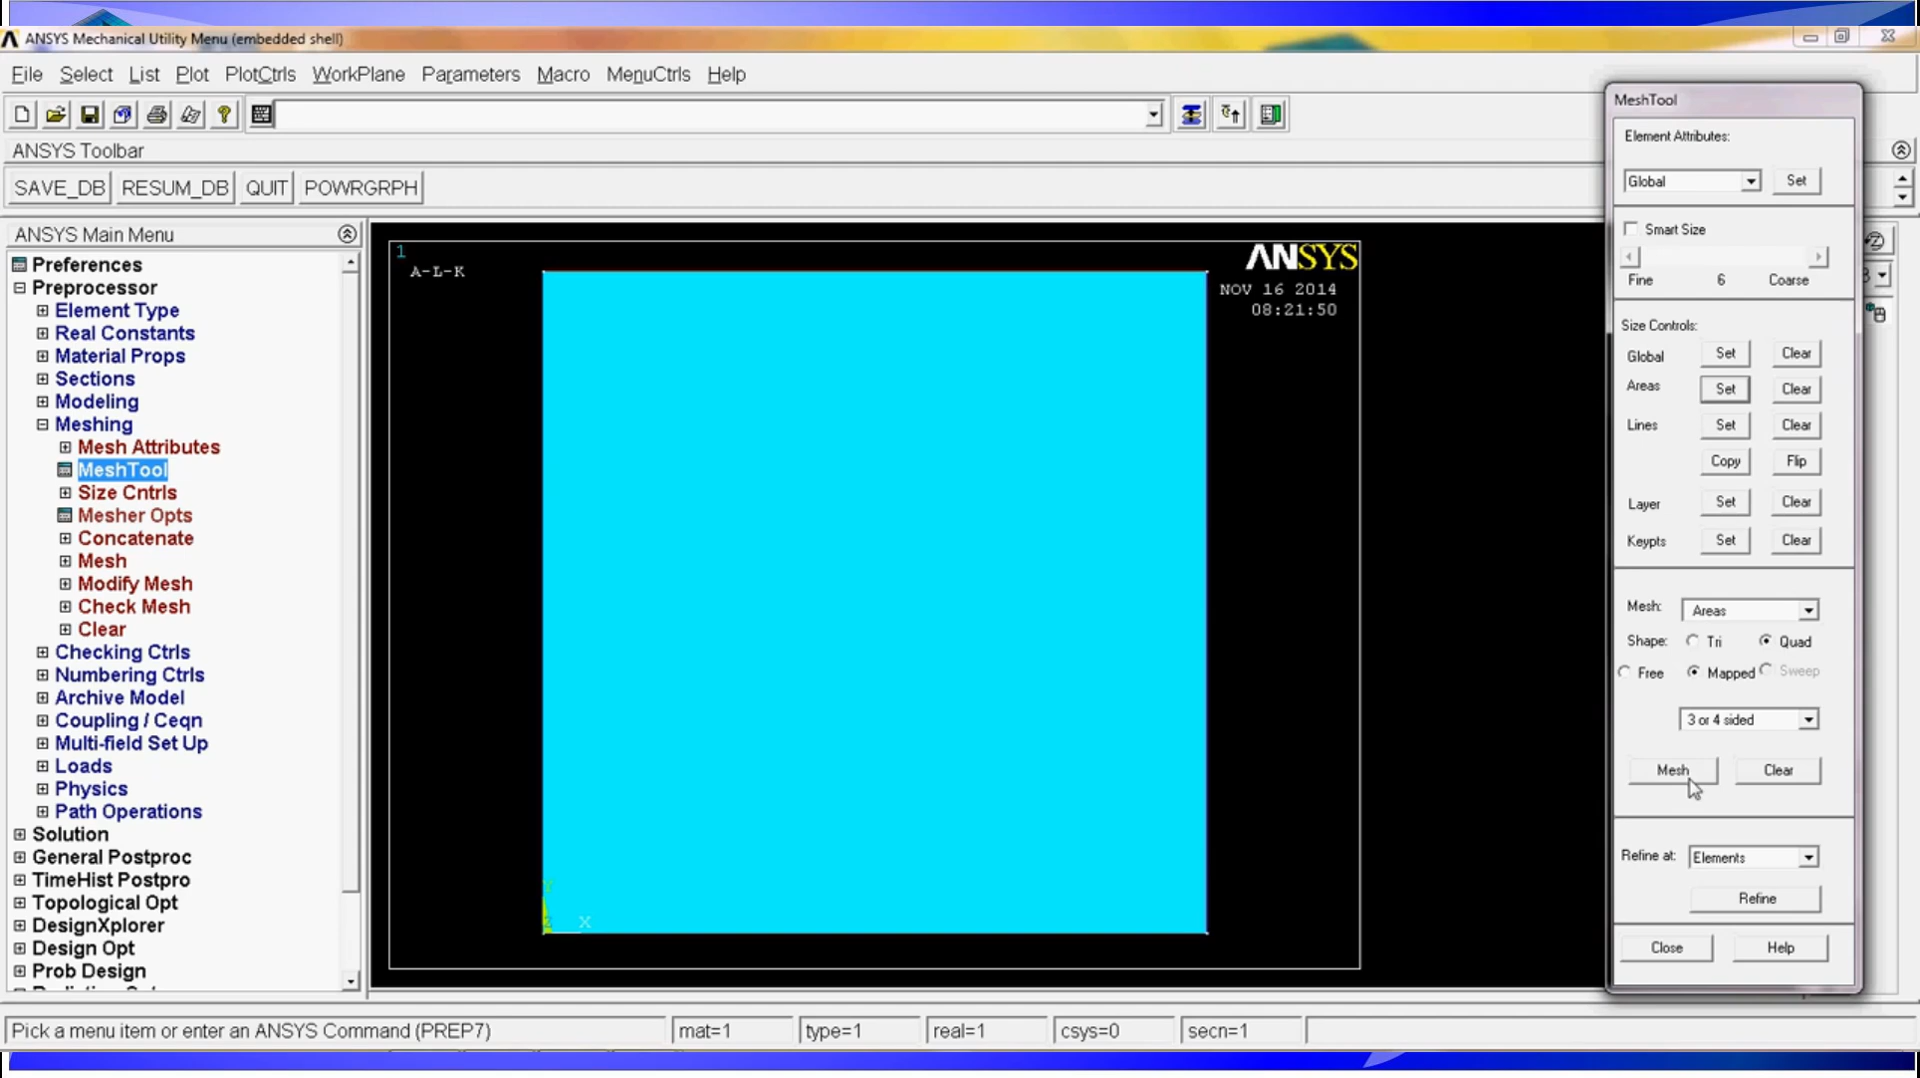 ANSYS Mechanical Utility Menu (embedded shell)
File Select List Plot PlotCtrls WorkPlane Parameters Macro MenuCtrls Help
ANSYS Toolbar
SAVE_DB RESUM_DB QUIT POWRGRPH
ANSYS Main Menu
Preferences
Preprocessor
Element Type
Real Constants
Material Props
Sections
Modeling
Meshing
Mesh Attributes
MeshTool
Size Cntrls
Mesher Opts
Concatenate
Mesh
Modify Mesh
Check Mesh
Clear
Checking Ctrls
Numbering Ctrls
Archive Model
Coupling / Ceqn
Multi-field Set Up
Loads
Physics
Path Operations
Solution
General Postproc
TimeHist Postpro
Topological Opt
DesignXplorer
Design Opt
Prob Design
1
A-L-K
ANSYS
NOV 16 2014
08:21:50
Y
Z
X
MeshTool
Element Attributes:
Global Set
Smart Size
Fine 6 Coarse
Size Controls:
Global Set Clear
Areas Set Clear
Lines Set Clear
Copy Flip
Layer Set Clear
Keypts Set Clear
Mesh: Areas
Shape: Tri Quad
Free Mapped Sweep
3 or 4 sided
Mesh Clear
Refine at: Elements
Refine
Close Help
Pick a menu item or enter an ANSYS Command (PREP7) mat=1 type=1 real=1 csys=0 secn=1